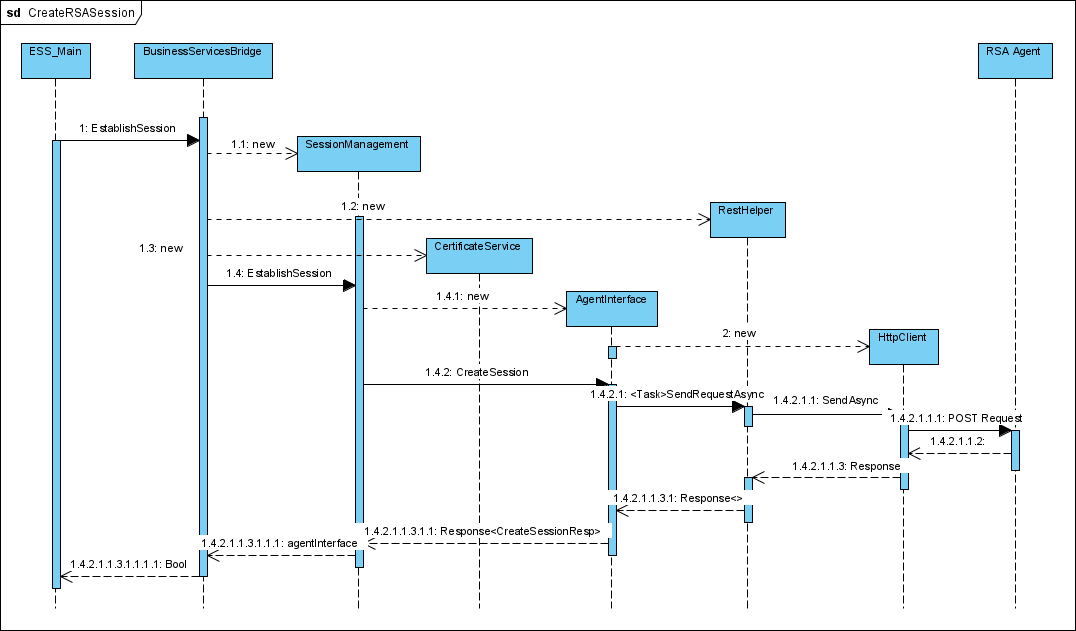 sd CreateRSASession
ESS_Main
BusinessServicesBridge
RSA Agent
1: EstablishSession
1.1: new
SessionManagement
1.2: new
RestHelper
1.3: new
CertificateService
1.4: EstablishSession
1.4.1: new
AgentInterface
2: new
HttpClient
1.4.2: CreateSession
1.4.2.1: <Task>SendRequestAsync
1.4.2.1.1: SendAsync
1.4.2.1.1.1: POST Request
1.4.2.1.1.2:
1.4.2.1.1.3: Response
1.4.2.1.1.3.1: Response<>
1.4.2.1.1.3.1.1: Response<CreateSessionResp>
1.4.2.1.1.3.1.1.1: agentInterface
1.4.2.1.1.3.1.1.1.1: Bool